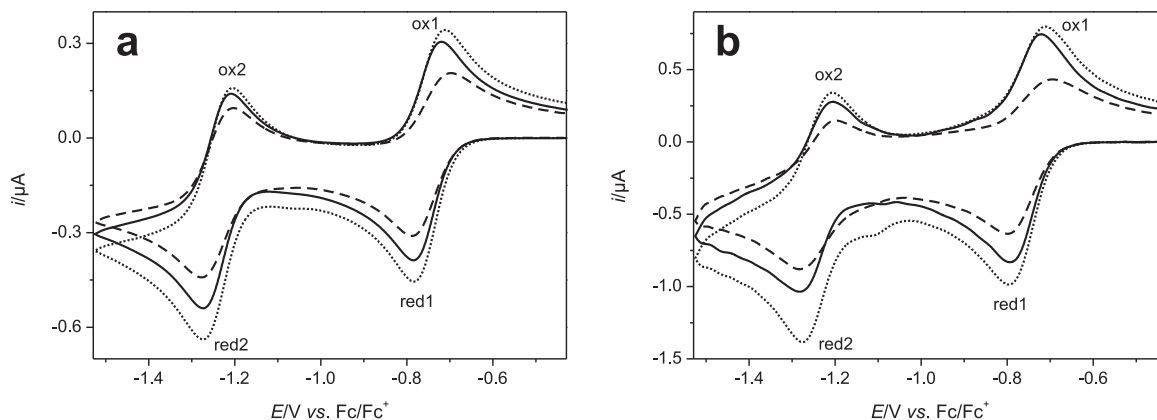 a
ox1
ox2
red1
red2
0.3
0.0
-0.3
-0.6
i/µA
-1.4 -1.2 -1.0 -0.8 -0.6
E/V vs. Fc/Fc⁺
b
ox1
ox2
red1
red2
0.5
0.0
-0.5
-1.0
-1.5
i/µA
-1.4 -1.2 -1.0 -0.8 -0.6
E/V vs. Fc/Fc⁺